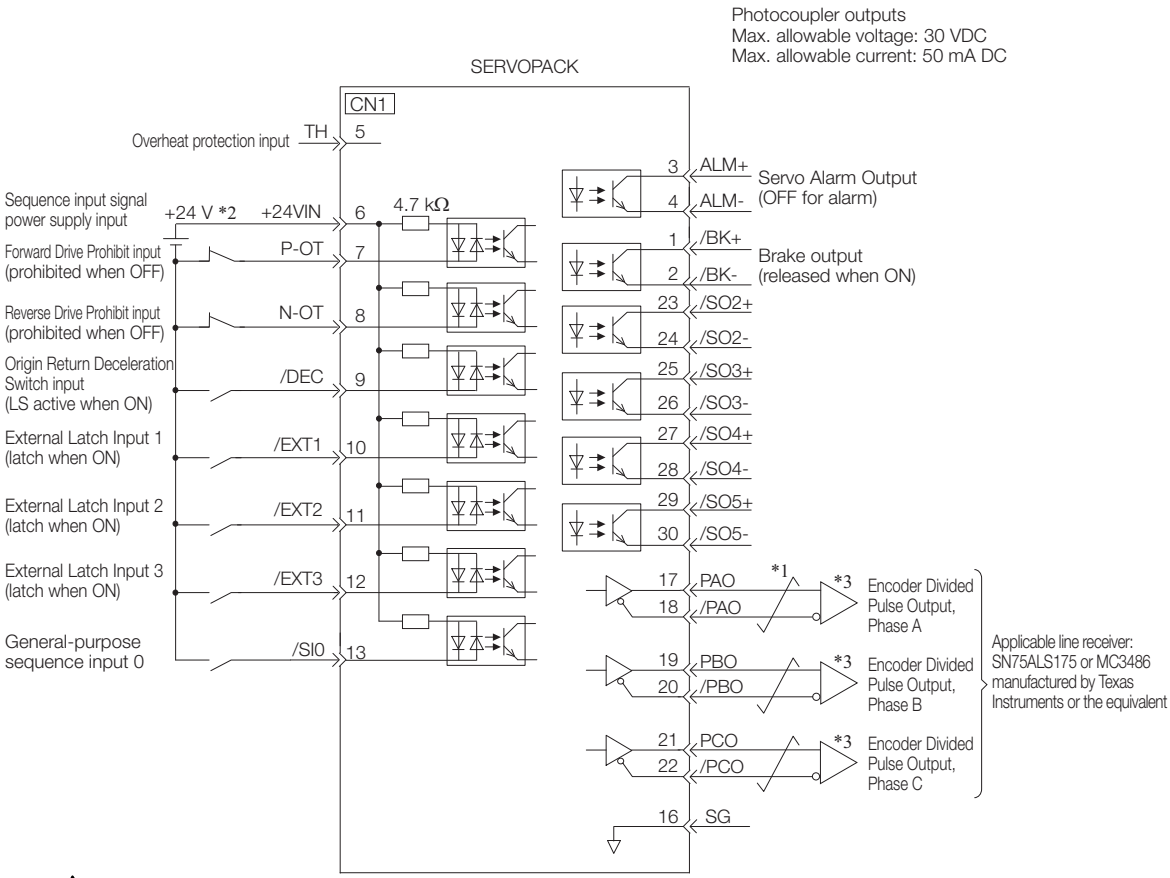 Photocoupler outputs
Max. allowable voltage: 30 VDC
Max. allowable current: 50 mA DC
SERVOPACK
CN1
Overheat protection input
TH
5
Sequence input signal
power supply input
+24 V *2
+24VIN
6
4.7 kΩ
Forward Drive Prohibit input
(prohibited when OFF)
P-OT
7
Reverse Drive Prohibit input
(prohibited when OFF)
N-OT
8
Origin Return Deceleration
Switch input
(LS active when ON)
/DEC
9
External Latch Input 1
(latch when ON)
/EXT1
10
External Latch Input 2
(latch when ON)
/EXT2
11
External Latch Input 3
(latch when ON)
/EXT3
12
General-purpose
sequence input 0
/SI0
13
3
ALM+
4
ALM-
Servo Alarm Output
(OFF for alarm)
1
/BK+
2
/BK-
Brake output
(released when ON)
23
/SO2+
24
/SO2-
25
/SO3+
26
/SO3-
27
/SO4+
28
/SO4-
29
/SO5+
30
/SO5-
17
PAO
18
/PAO
*1
*3
Encoder Divided
Pulse Output,
Phase A
19
PBO
20
/PBO
*3
Encoder Divided
Pulse Output,
Phase B
21
PCO
22
/PCO
*3
Encoder Divided
Pulse Output,
Phase C
Applicable line receiver:
SN75ALS175 or MC3486
manufactured by Texas
Instruments or the equivalent
16
SG